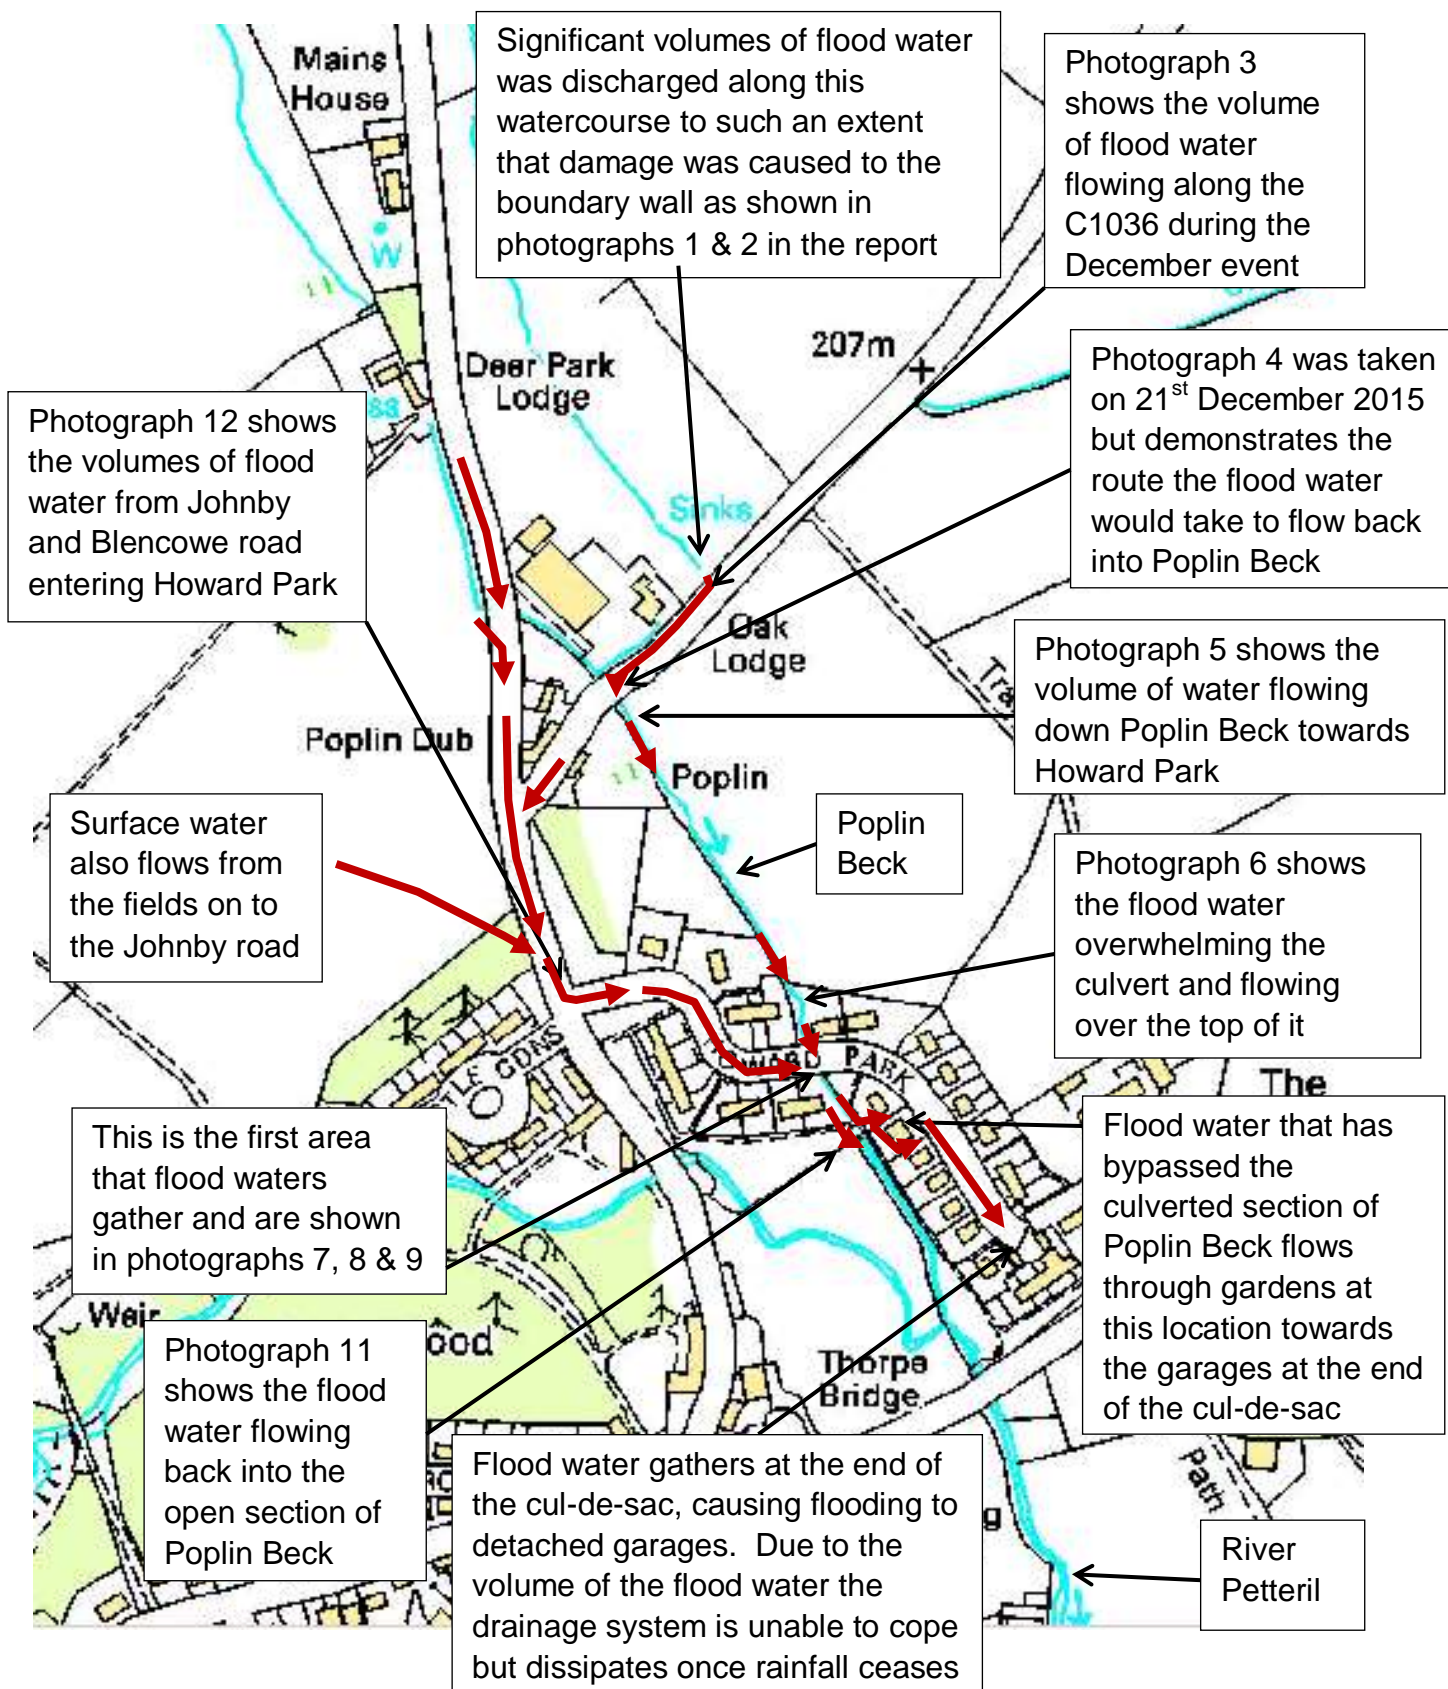 Significant volumes of flood water
was discharged along this
watercourse to such an extent
that damage was caused to the
boundary wall as shown in
photographs 1 & 2 in the report
Photograph 3
shows the volume
of flood water
flowing along the
C1036 during the
December event
Mains
House
W
Deer Park
Lodge
207m
Photograph 4 was taken
on 21st December 2015
but demonstrates the
route the flood water
would take to flow back
into Poplin Beck
Photograph 12 shows
the volumes of flood
water from Johnby
and Blencowe road
entering Howard Park
Sinks
Oak
Lodge
Photograph 5 shows the
volume of water flowing
down Poplin Beck towards
Howard Park
Poplin Dub
Poplin
Surface water
also flows from
the fields on to
the Johnby road
Poplin
Beck
Photograph 6 shows
the flood water
overwhelming the
culvert and flowing
over the top of it
PARK
GDNS
The
This is the first area
that flood waters
gather and are shown
in photographs 7, 8 & 9
Flood water that has
bypassed the
culverted section of
Poplin Beck flows
through gardens at
this location towards
the garages at the end
of the cul-de-sac
Weir
Photograph 11
shows the flood
water flowing
back into the
open section of
Poplin Beck
Thorpe
Bridge
Flood water gathers at the end of
the cul-de-sac, causing flooding to
detached garages.  Due to the
volume of the flood water the
drainage system is unable to cope
but dissipates once rainfall ceases
Path
River
Petteril